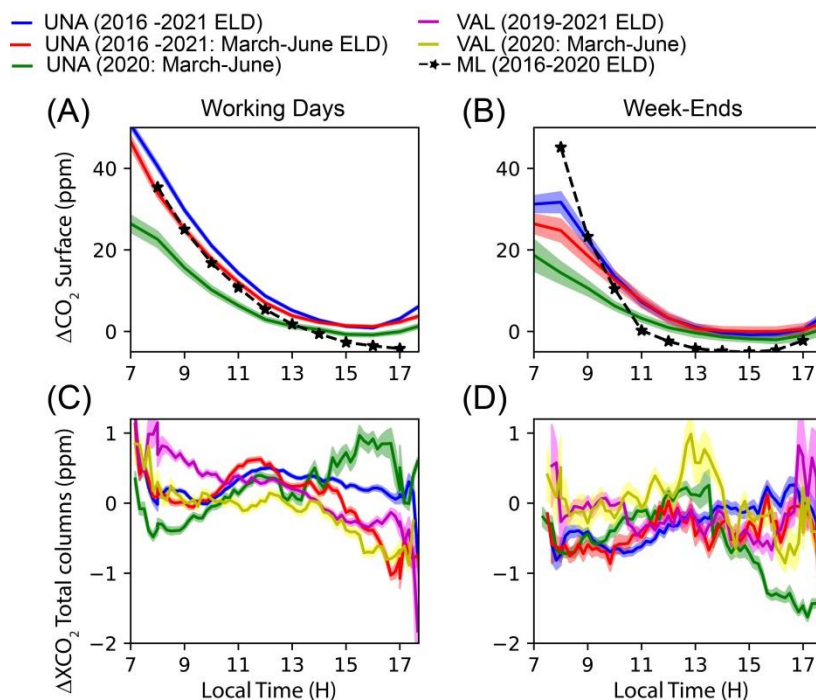 UNA (2016 -2021 ELD)
UNA (2016 -2021: March-June ELD)
UNA (2020: March-June)
VAL (2019-2021 ELD)
VAL (2020: March-June)
ML (2016-2020 ELD)
(A) Working Days
(B) Week-Ends
ΔCO₂ Surface (ppm)
40
20
0
7 9 11 13 15 17
7 9 11 13 15 17
(C)
(D)
ΔXCO₂ Total columns (ppm)
1
0
−1
−2
1
0
−1
−2
7 9 11 13 15 17
7 9 11 13 15 17
Local Time (H)
Local Time (H)